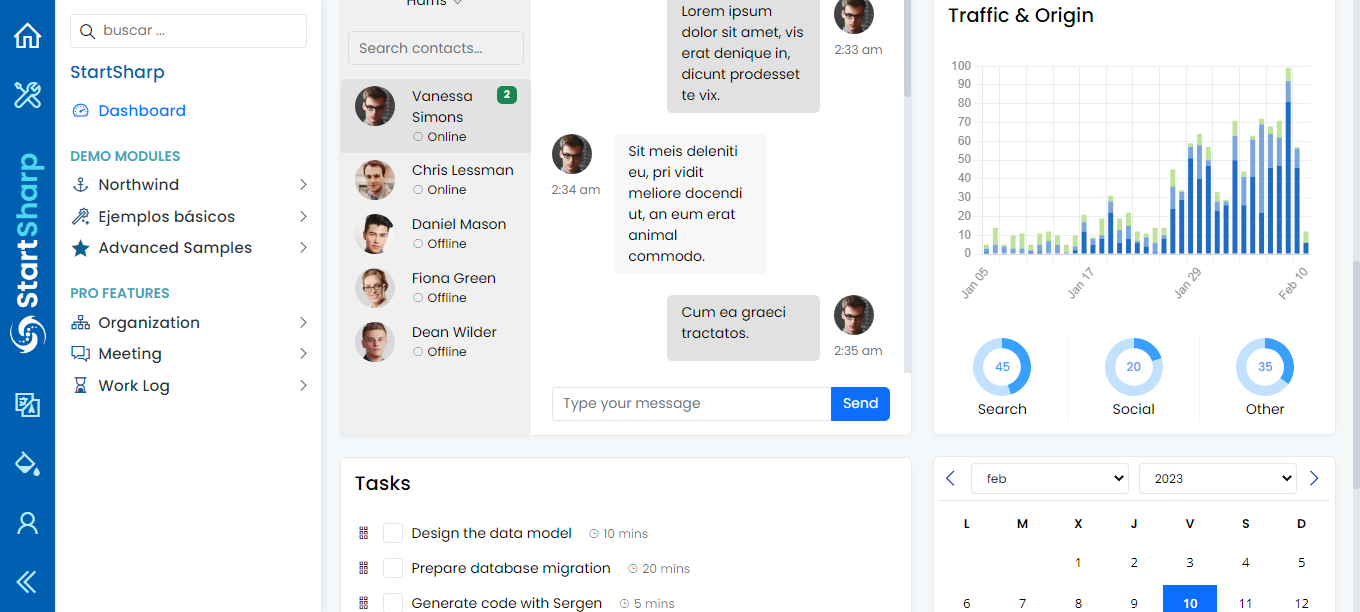 StartSharp
buscar ...
StartSharp
Dashboard
DEMO MODULES
Northwind
Ejemplos básicos
Advanced Samples
PRO FEATURES
Organization
Meeting
Work Log
Search contacts...
Vanessa
Simons
2
Online
Chris Lessman
Online
Daniel Mason
Offline
Fiona Green
Offline
Dean Wilder
Offline
Lorem ipsum
dolor sit amet, vis
erat denique in,
dicunt prodesset
te vix.
2:33 am
Sit meis deleniti
eu, pri vidit
meliore docendi
ut, an eum erat
animal
commodo.
2:34 am
Cum ea graeci
tractatos.
2:35 am
Type your message
Send
Tasks
Design the data model 10 mins
Prepare database migration 20 mins
Generate code with Sergen 5 mins
Traffic & Origin
100
90
80
70
60
50
40
30
20
10
0
Jan 05
Jan 17
Jan 29
Feb 10
45
Search
20
Social
35
Other
feb
2023
L M X J V S D
1 2 3 4 5
6 7 8 9 10 11 12